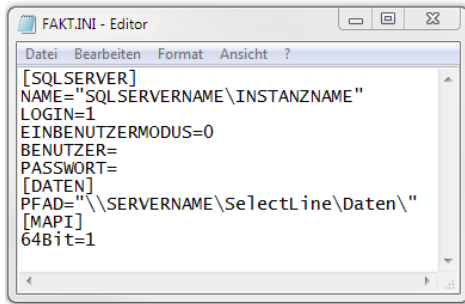 FAKT.INI - Editor
Datei Bearbeiten Format Ansicht ?
[SQLSERVER]
NAME="SQLSERVERNAME\INSTANZNAME"
LOGIN=1
EINBENUTZERMODUS=0
BENUTZER=
PASSWORT=
[DATEN]
PFAD="\\SERVERNAME\SelectLine\Daten\"
[MAPI]
64Bit=1